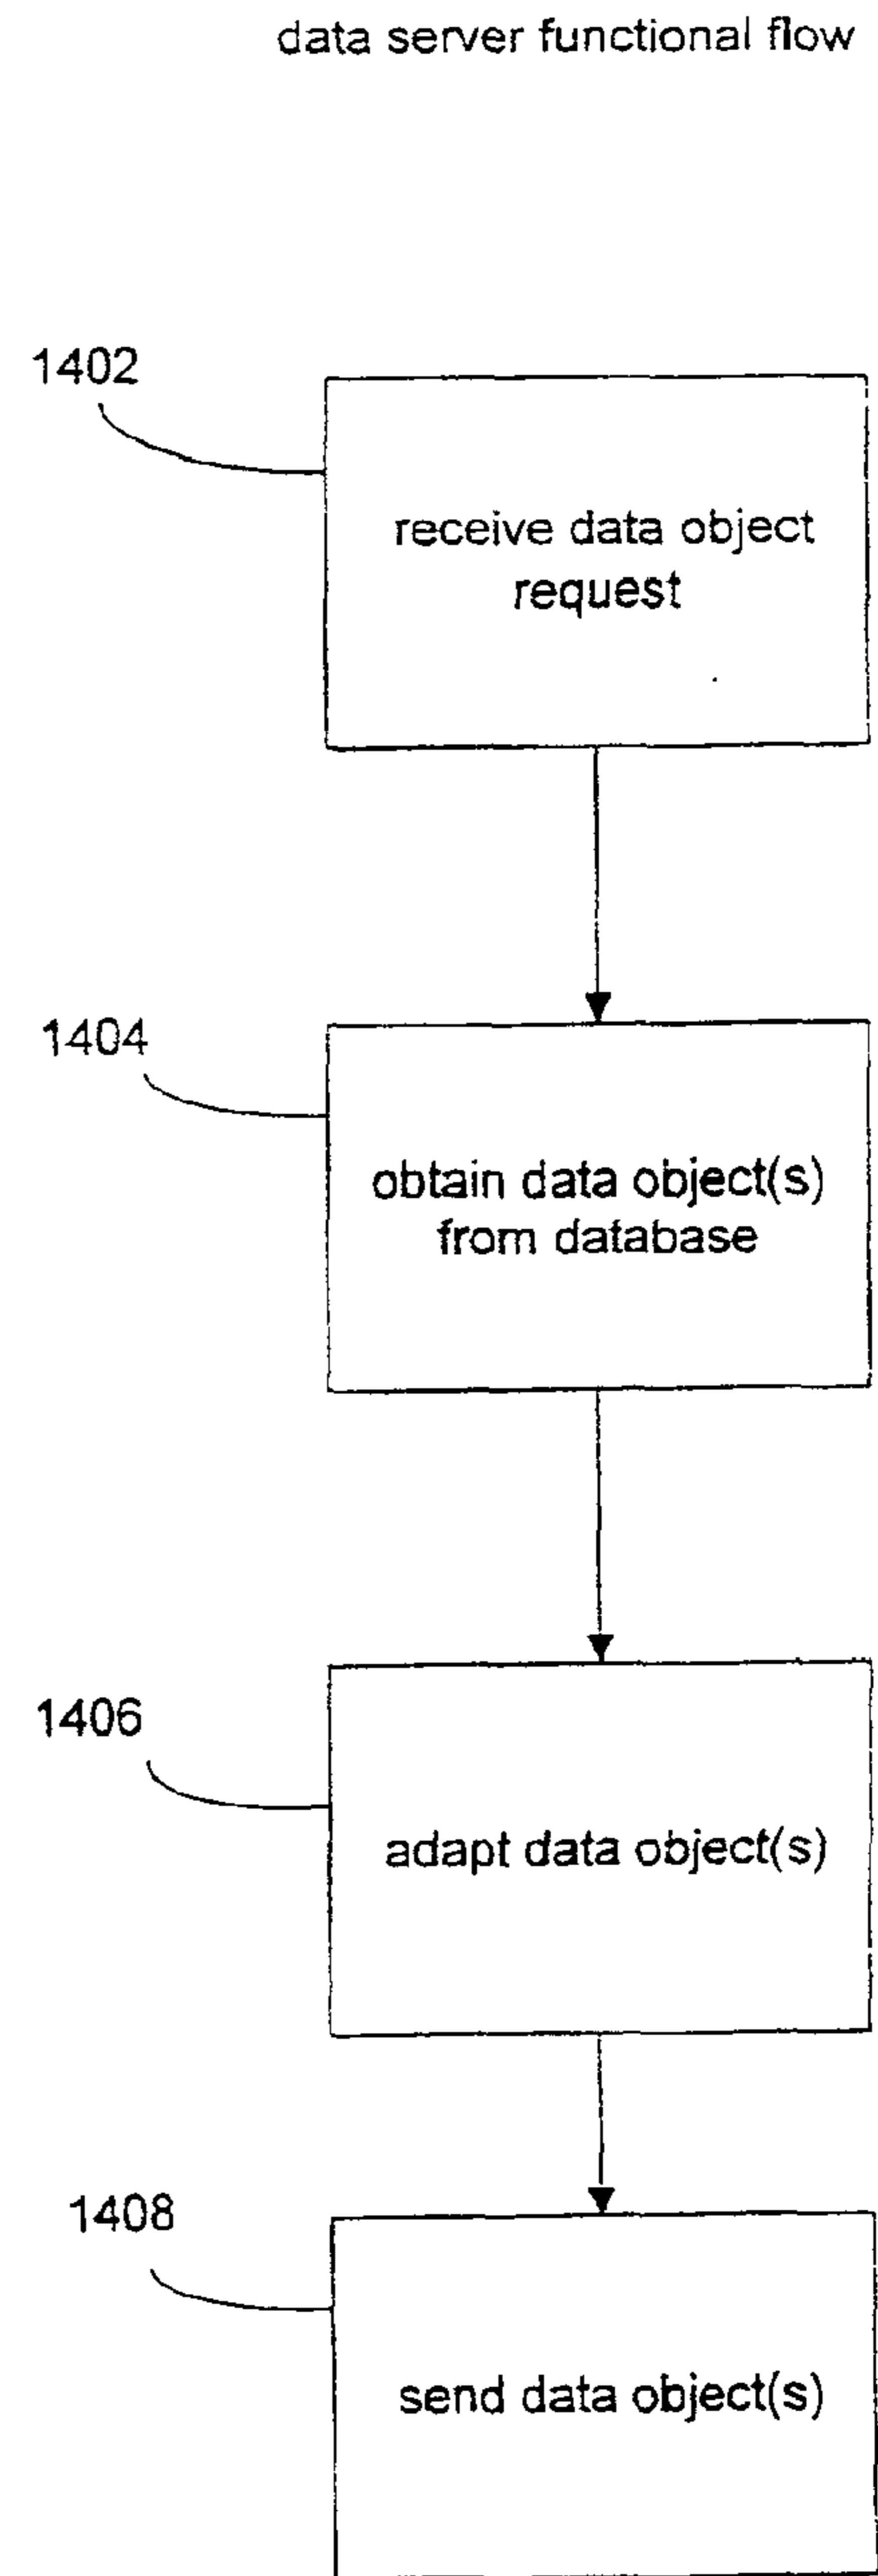 data server functional flow
1402
receive data object
request
1404
obtain data object(s)
from database
1406
adapt data object(s)
1408
send data object(s)